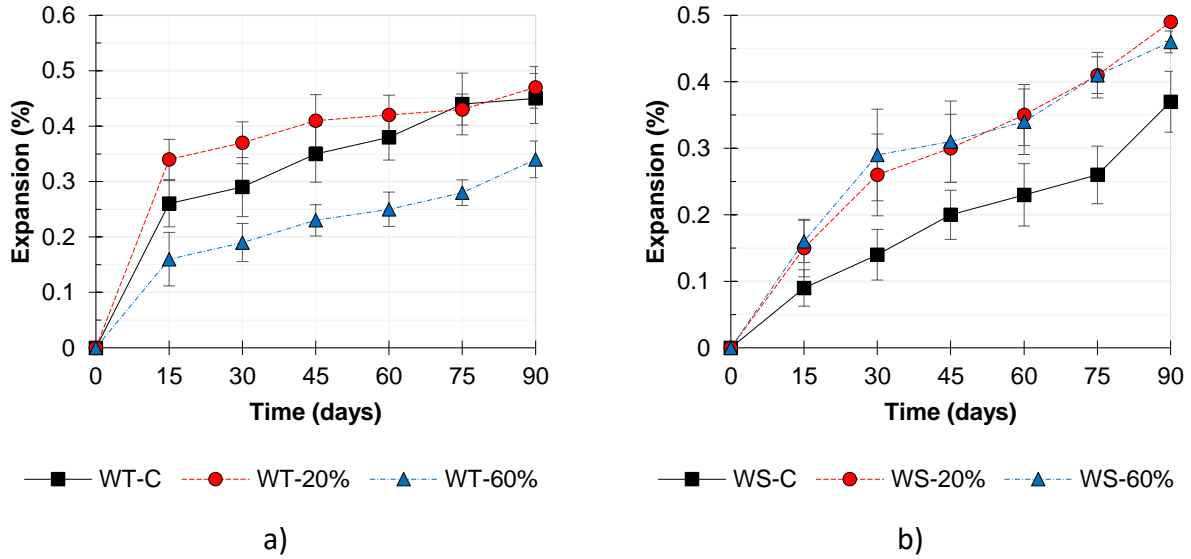 0.6
0.5
0.4
0.3
0.2
0.1
0
Expansion (%)
0 15 30 45 60 75 90
Time (days)
WT-C WT-20% WT-60%
a)
0.5
0.4
0.3
0.2
0.1
0
Expansion (%)
0 15 30 45 60 75 90
Time (days)
WS-C WS-20% WS-60%
b)